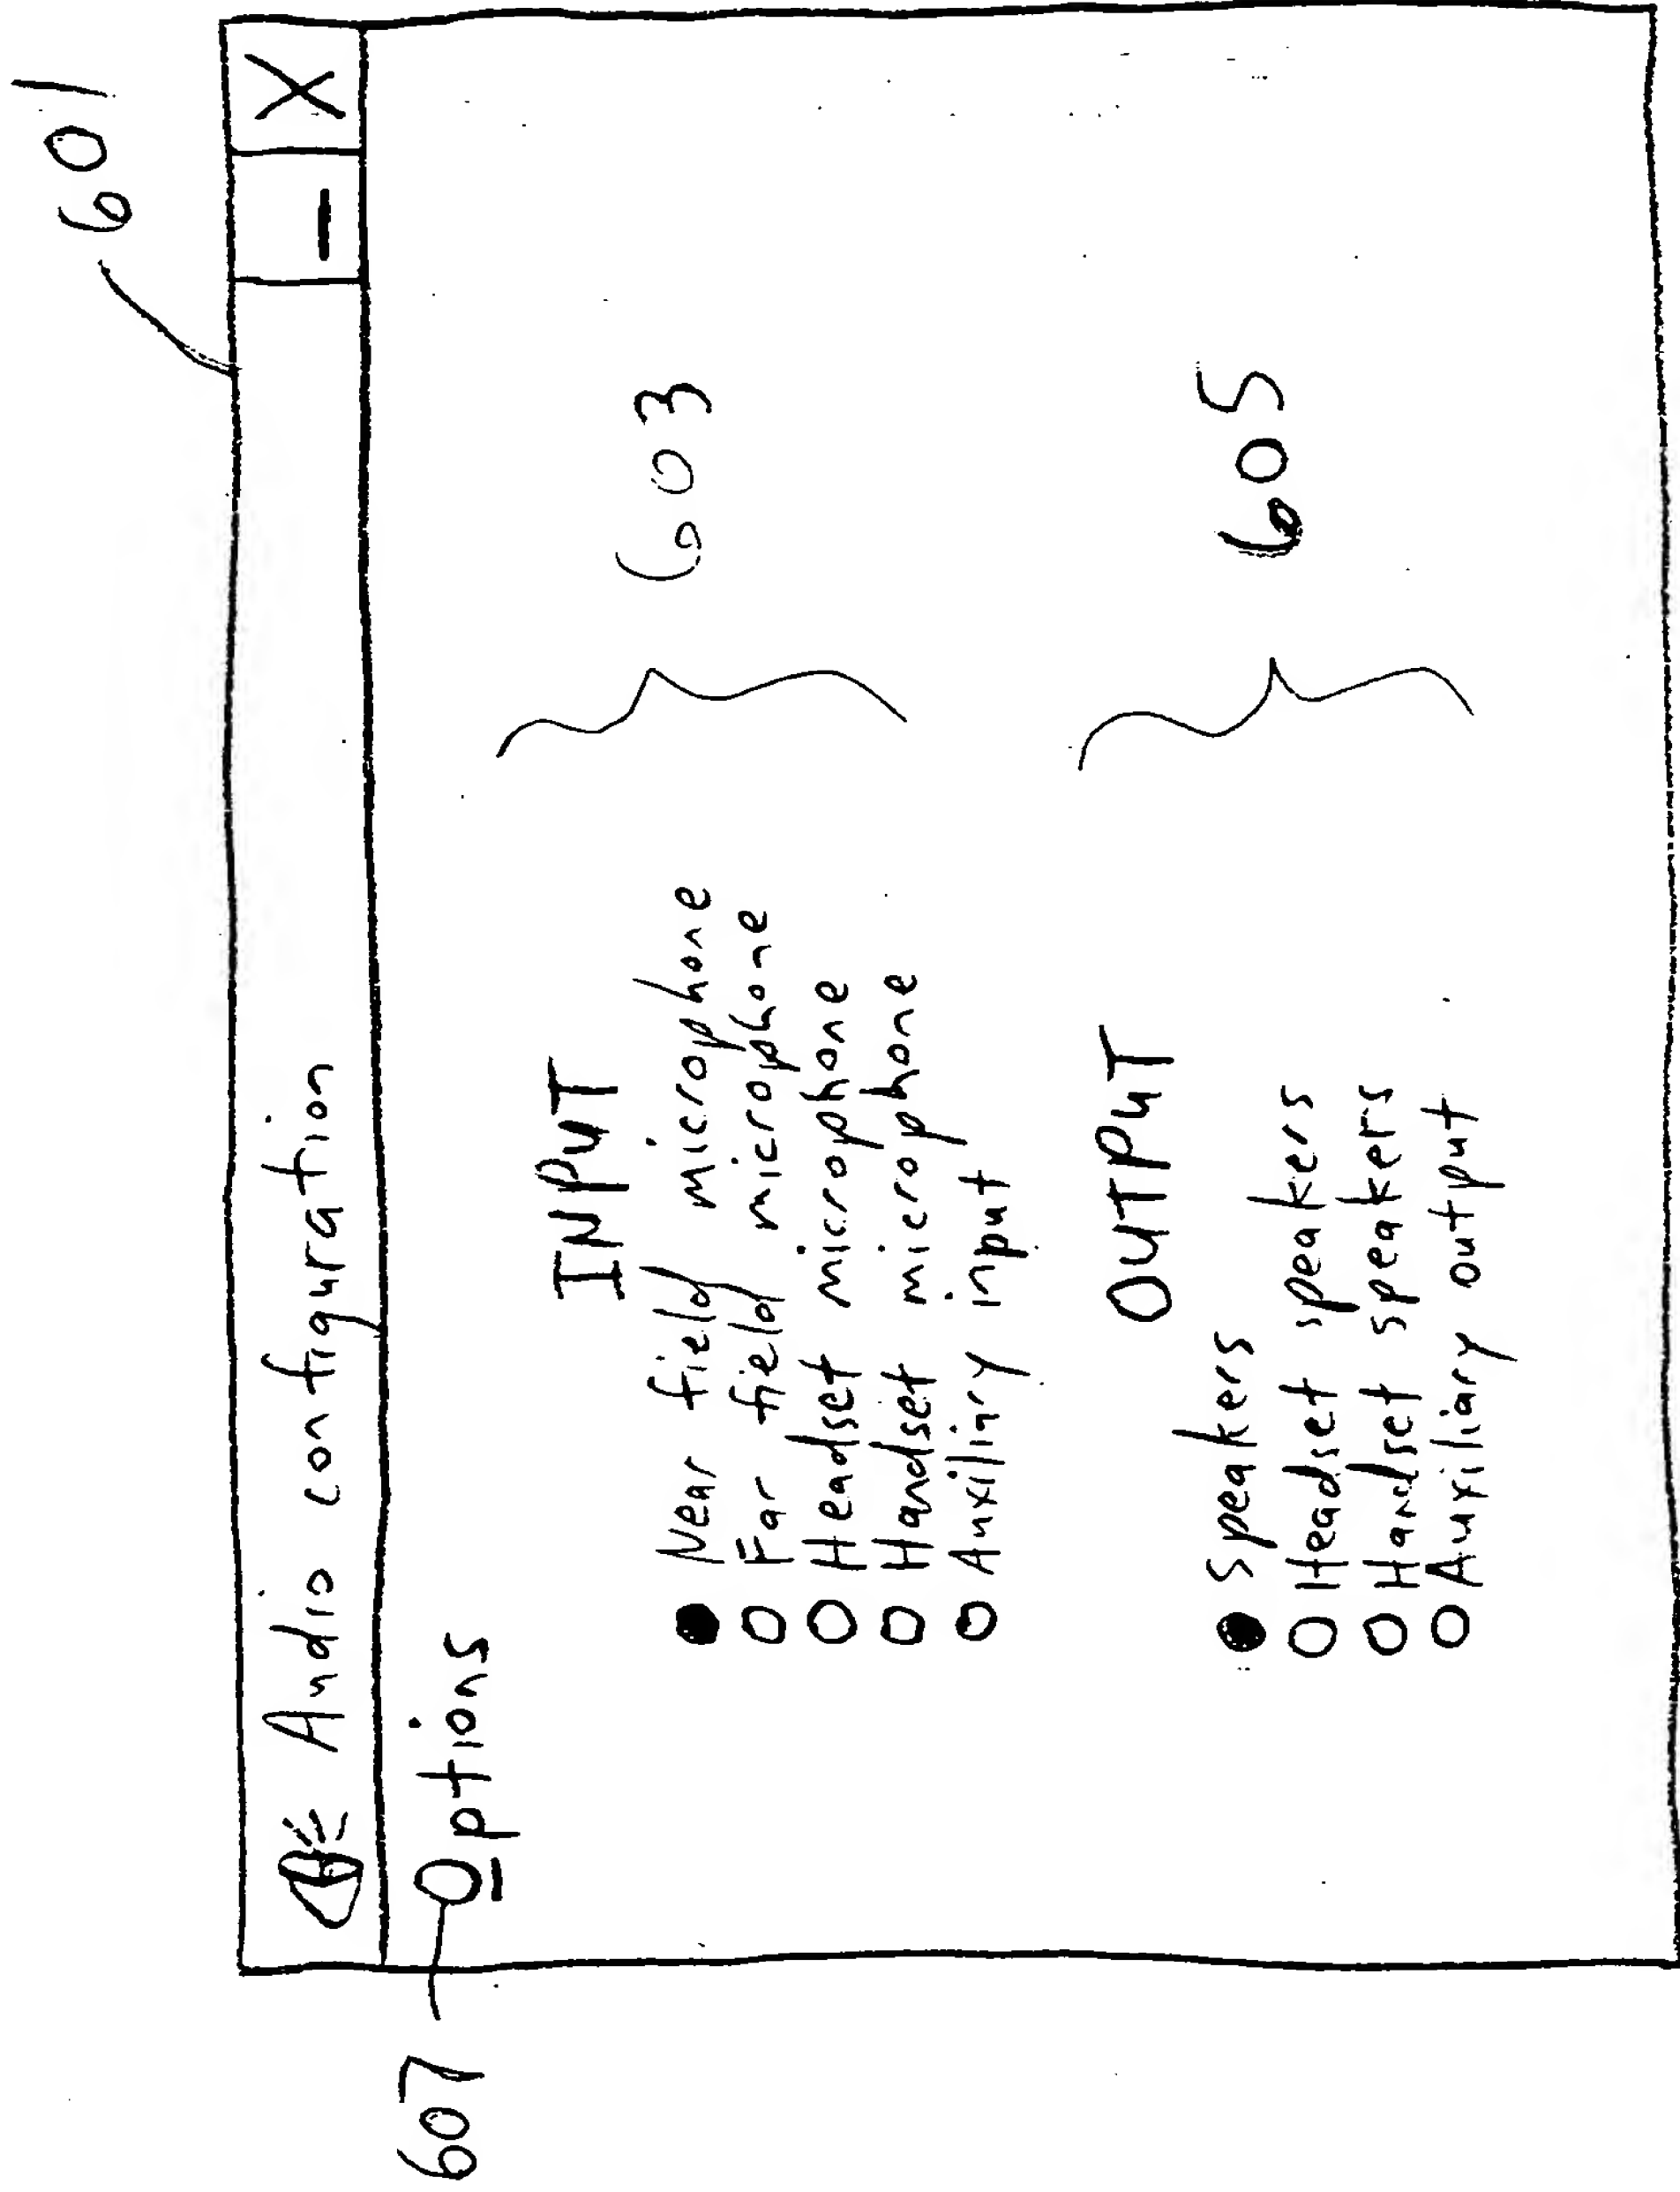 601
Audio configuration — X
607
Options
INPUT
603
Near field microphone
Far field microphone
Headset microphone
Handset microphone
Auxiliary input
OUTPUT
605
Speakers
Headset speakers
Handset speakers
Auxiliary output